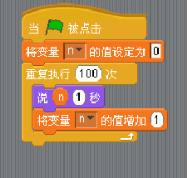 当 被点击
将变量 n 的值设定为 0
重复执行 100 次
说 n 1 秒
将变量 n 的值增加 1